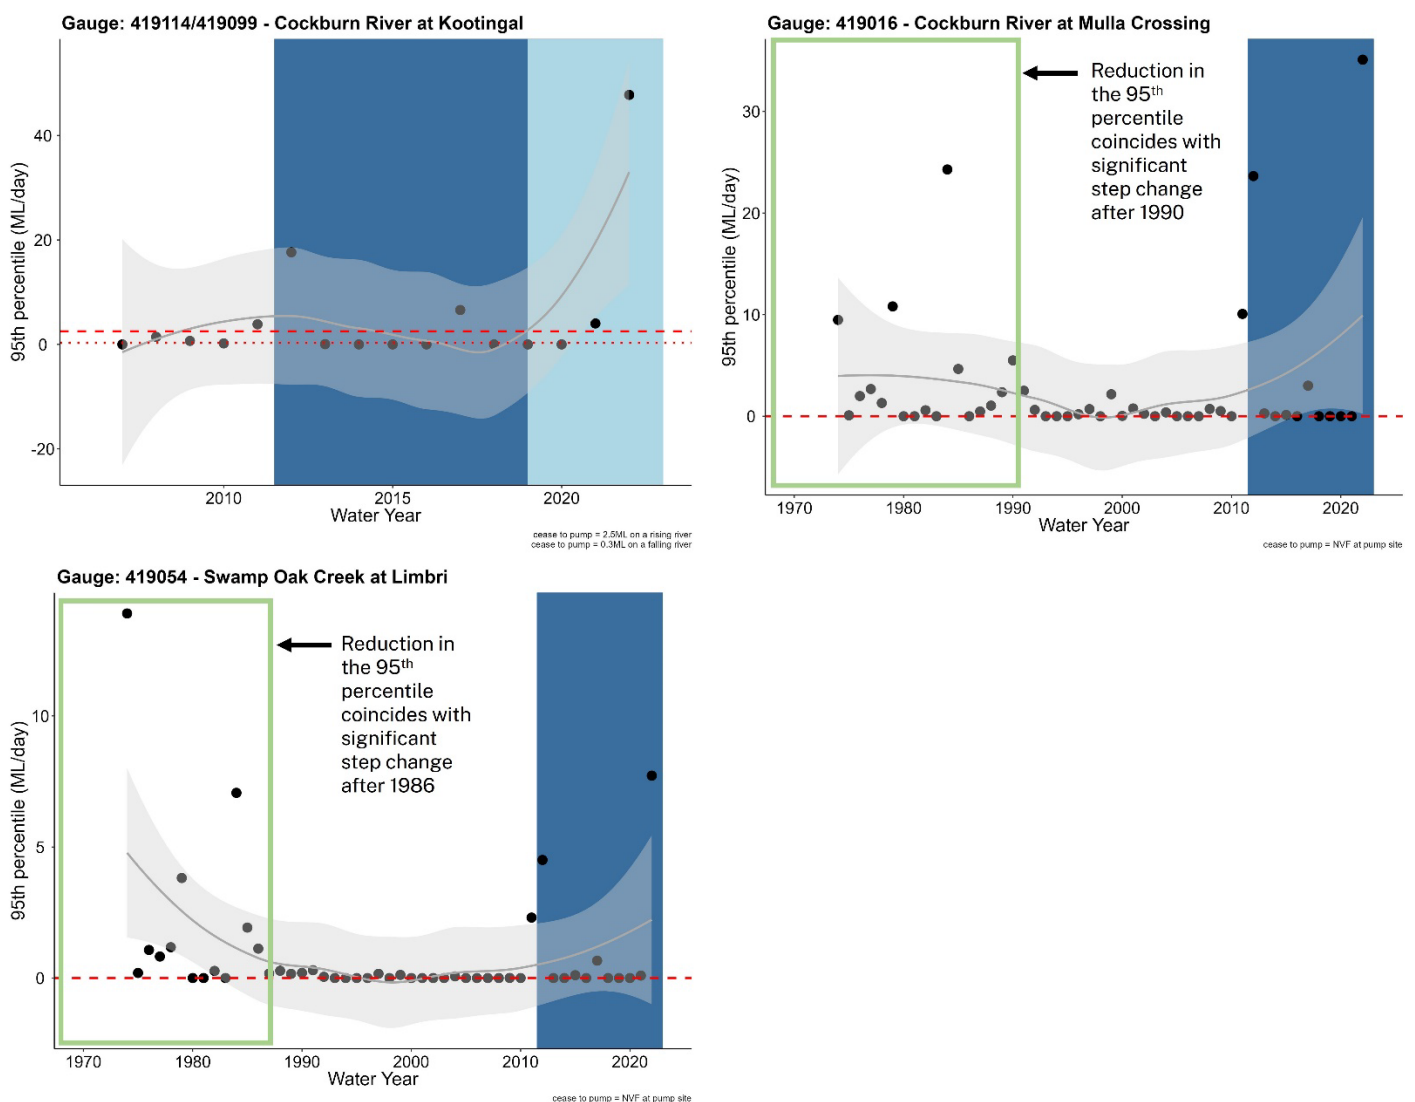 Gauge: 419114/419099 - Cockburn River at Kootingal
95th percentile (ML/day)
40
20
0
-20
2010
2015
2020
Water Year
cease to pump = 2.5ML on a rising river
cease to pump = 0.3ML on a falling river
Gauge: 419016 - Cockburn River at Mulla Crossing
95th percentile (ML/day)
30
20
10
0
1970
1980
1990
2000
2010
2020
Water Year
Reduction in
the 95th
percentile
coincides with
significant
step change
after 1990
cease to pump = NVF at pump site
Gauge: 419054 - Swamp Oak Creek at Limbri
95th percentile (ML/day)
10
5
0
1970
1980
1990
2000
2010
2020
Water Year
Reduction in
the 95th
percentile
coincides with
significant
step change
after 1986
cease to pump = NVF at pump site